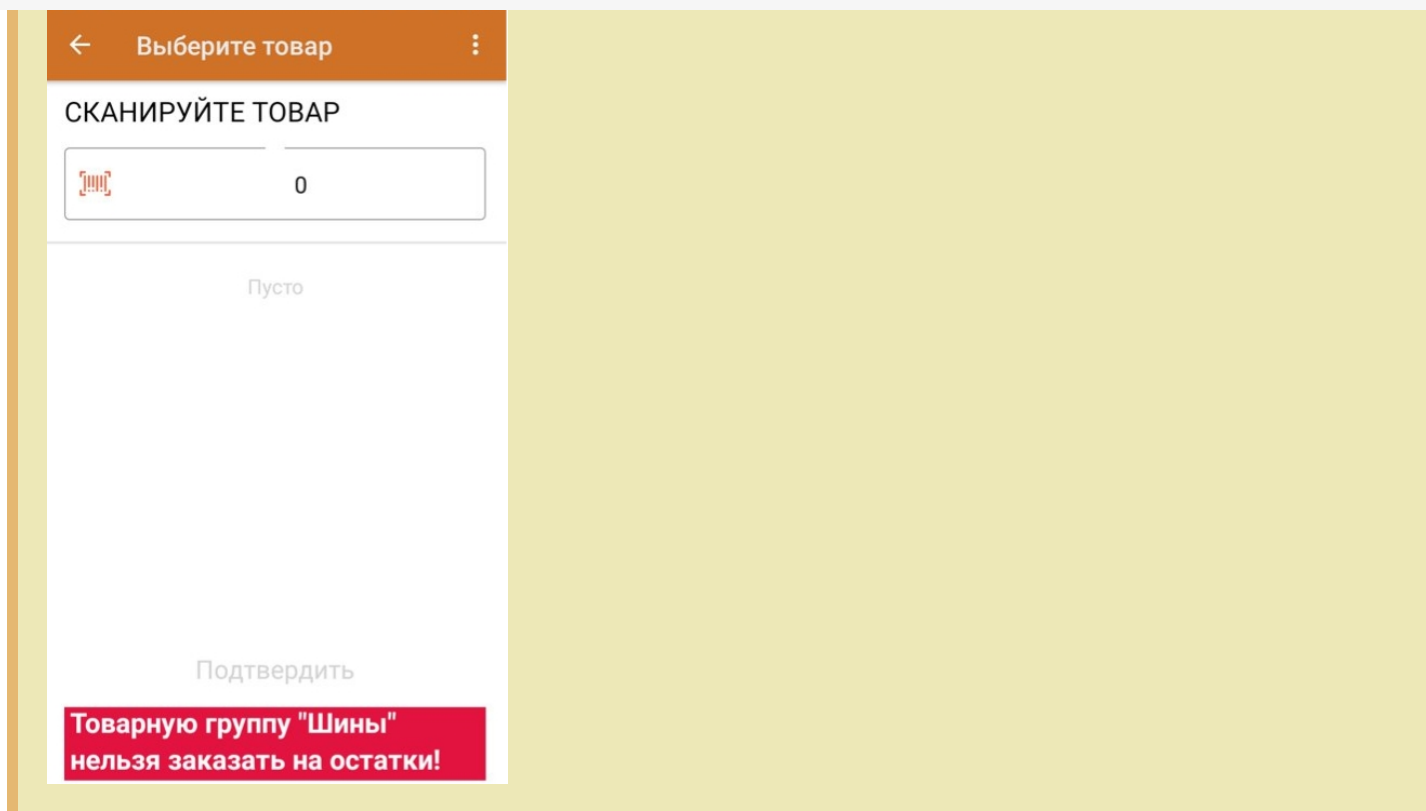 Выберите товар
СКАНИРУЙТЕ ТОВАР
0
Пусто
Подтвердить
Товарную группу "Шины"
нельзя заказать на остатки!